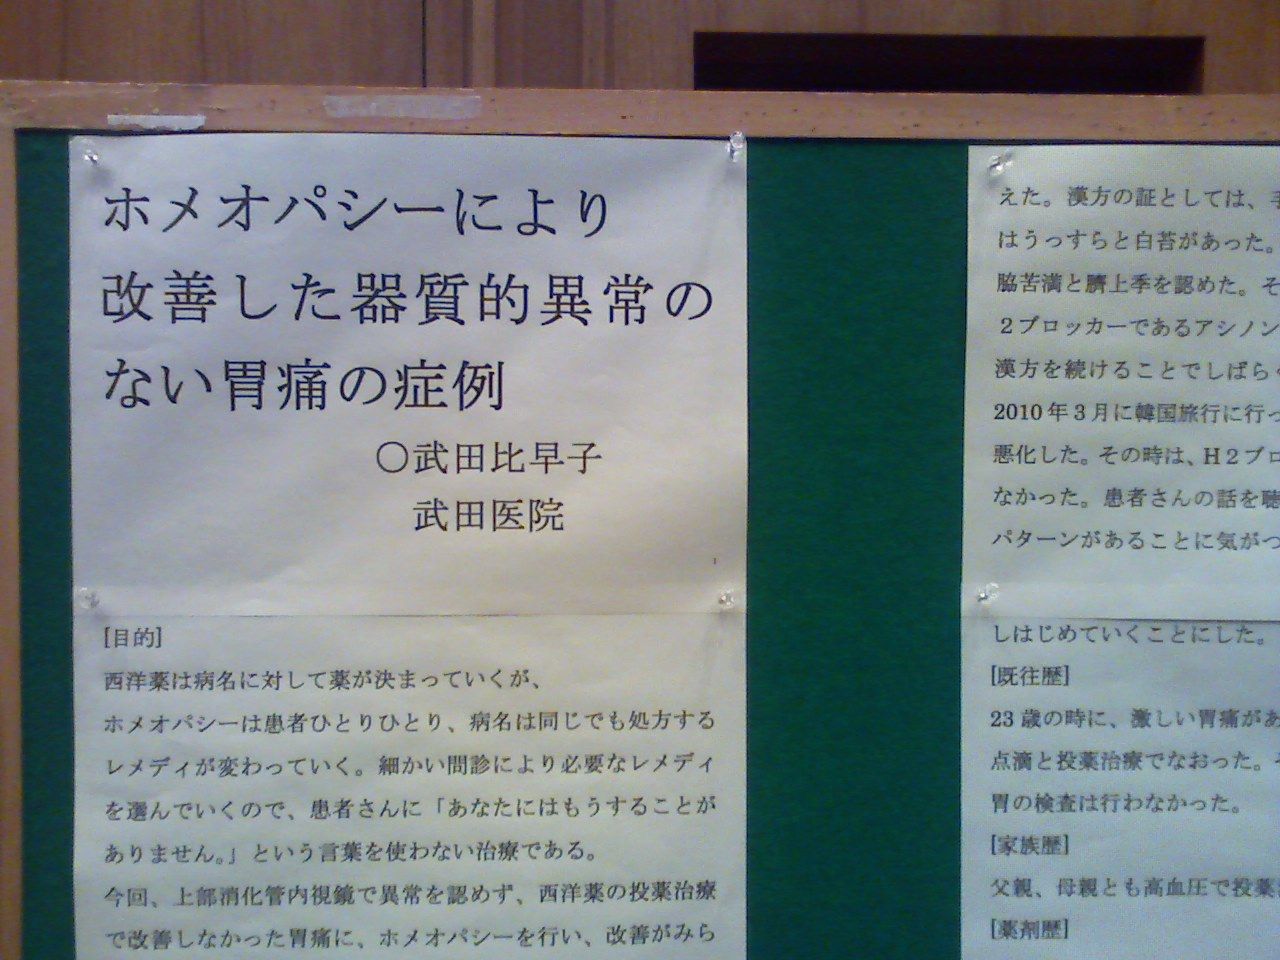 ホメオパシーにより
改善した器質的異常の
ない胃痛の症例
〇武田比早子
武田医院
[目的]
西洋薬は病名に対して薬が決まっていくが、
ホメオパシーは患者ひとりひとり、病名は同じでも処方する
レメディが変わっていく。細かい問診により必要なレメディ
を選んでいくので、患者さんに「あなたにはもうすることが
ありません。」という言葉を使わない治療である。
今回、上部消化管内視鏡で異常を認めず、西洋薬の投薬治療
で改善しなかった胃痛に、ホメオパシーを行い、改善がみら
えた。漢方の証としては、
はうっすらと白苔があった。
脇苦満と臍上季を認めた。そ
２ブロッカーであるアシノン
漢方を続けることでしばらく
2010年３月に韓国旅行に行っ
悪化した。その時は、Ｈ２ブロ
なかった。患者さんの話を聴
パターンがあることに気がつ
しはじめていくことにした。
[既往歴]
23歳の時に、激しい胃痛があ
点滴と投薬治療でなおった。そ
胃の検査は行わなかった。
[家族歴]
父親、母親とも高血圧で投薬
[薬剤歴]